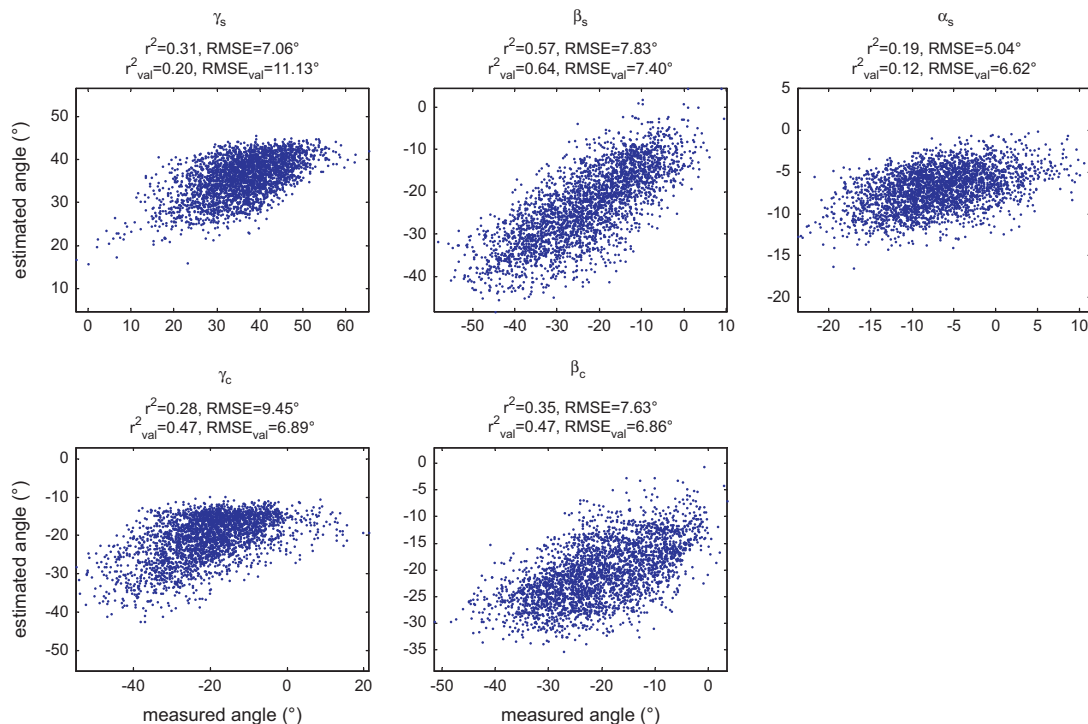 γs
r²=0.31, RMSE=7.06°
r²val=0.20, RMSEval=11.13°
βs
r²=0.57, RMSE=7.83°
r²val=0.64, RMSEval=7.40°
αs
r²=0.19, RMSE=5.04°
r²val=0.12, RMSEval=6.62°
estimated angle (°)
50
40
30
20
10
0 10 20 30 40 50 60
0
-10
-20
-30
-40
-50 -40 -30 -20 -10 0 10
5
0
-5
-10
-15
-20
-20 -15 -10 -5 0 5 10
γc
r²=0.28, RMSE=9.45°
r²val=0.47, RMSEval=6.89°
βc
r²=0.35, RMSE=7.63°
r²val=0.47, RMSEval=6.86°
estimated angle (°)
0
-10
-20
-30
-40
-50
-40 -20 0 20
measured angle (°)
0
-5
-10
-15
-20
-25
-30
-35
-50 -40 -30 -20 -10 0
measured angle (°)